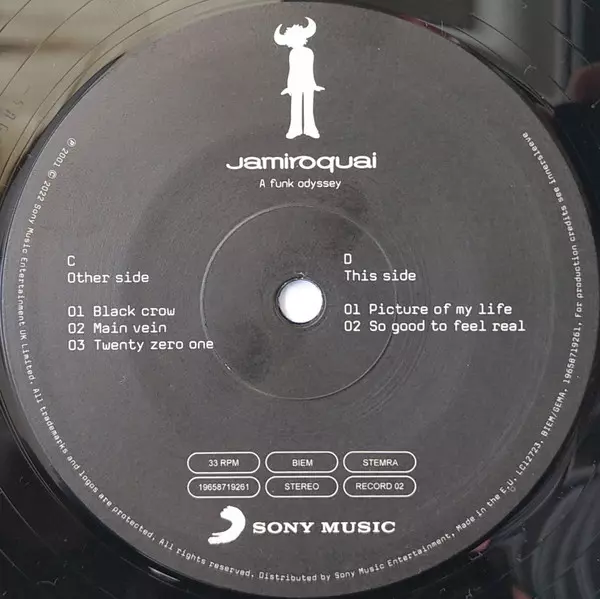 Jamiroquai
A funk odyssey
C
Other side
01 Black crow
02 Main vein
03 Twenty zero one
D
This side
01 Picture of my life
02 So good to feel real
33 RPM
BIEM
STEMRA
19658719261
STEREO
RECORD 02
SONY MUSIC
℗ 2001 © 2022 Sony Music Entertainment UK Limited. All trademarks and logos are protected. All rights reserved. Distributed by Sony Music Entertainment. Made in the E.U. LC12723, BIEM/GEMA. 19658719261. For production credits see innersleeve